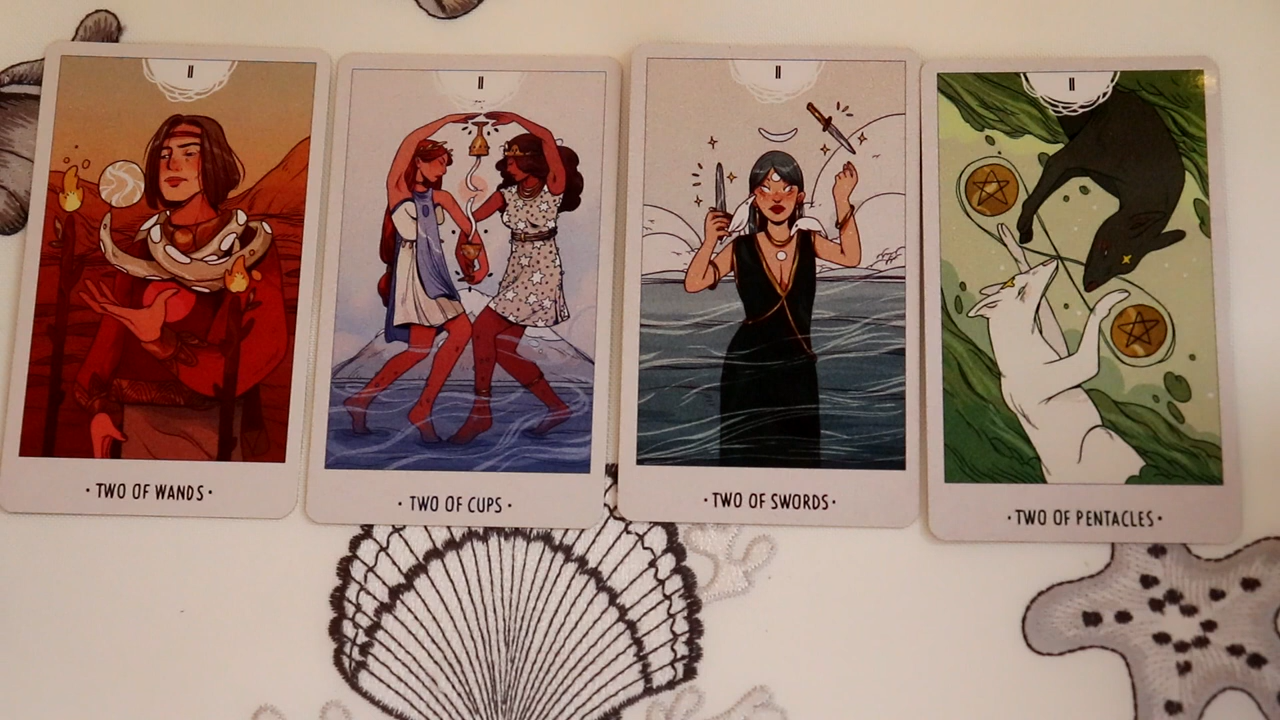 II
II
II
II
· TWO OF WANDS ·
· TWO OF CUPS ·
· TWO OF SWORDS ·
· TWO OF PENTACLES ·